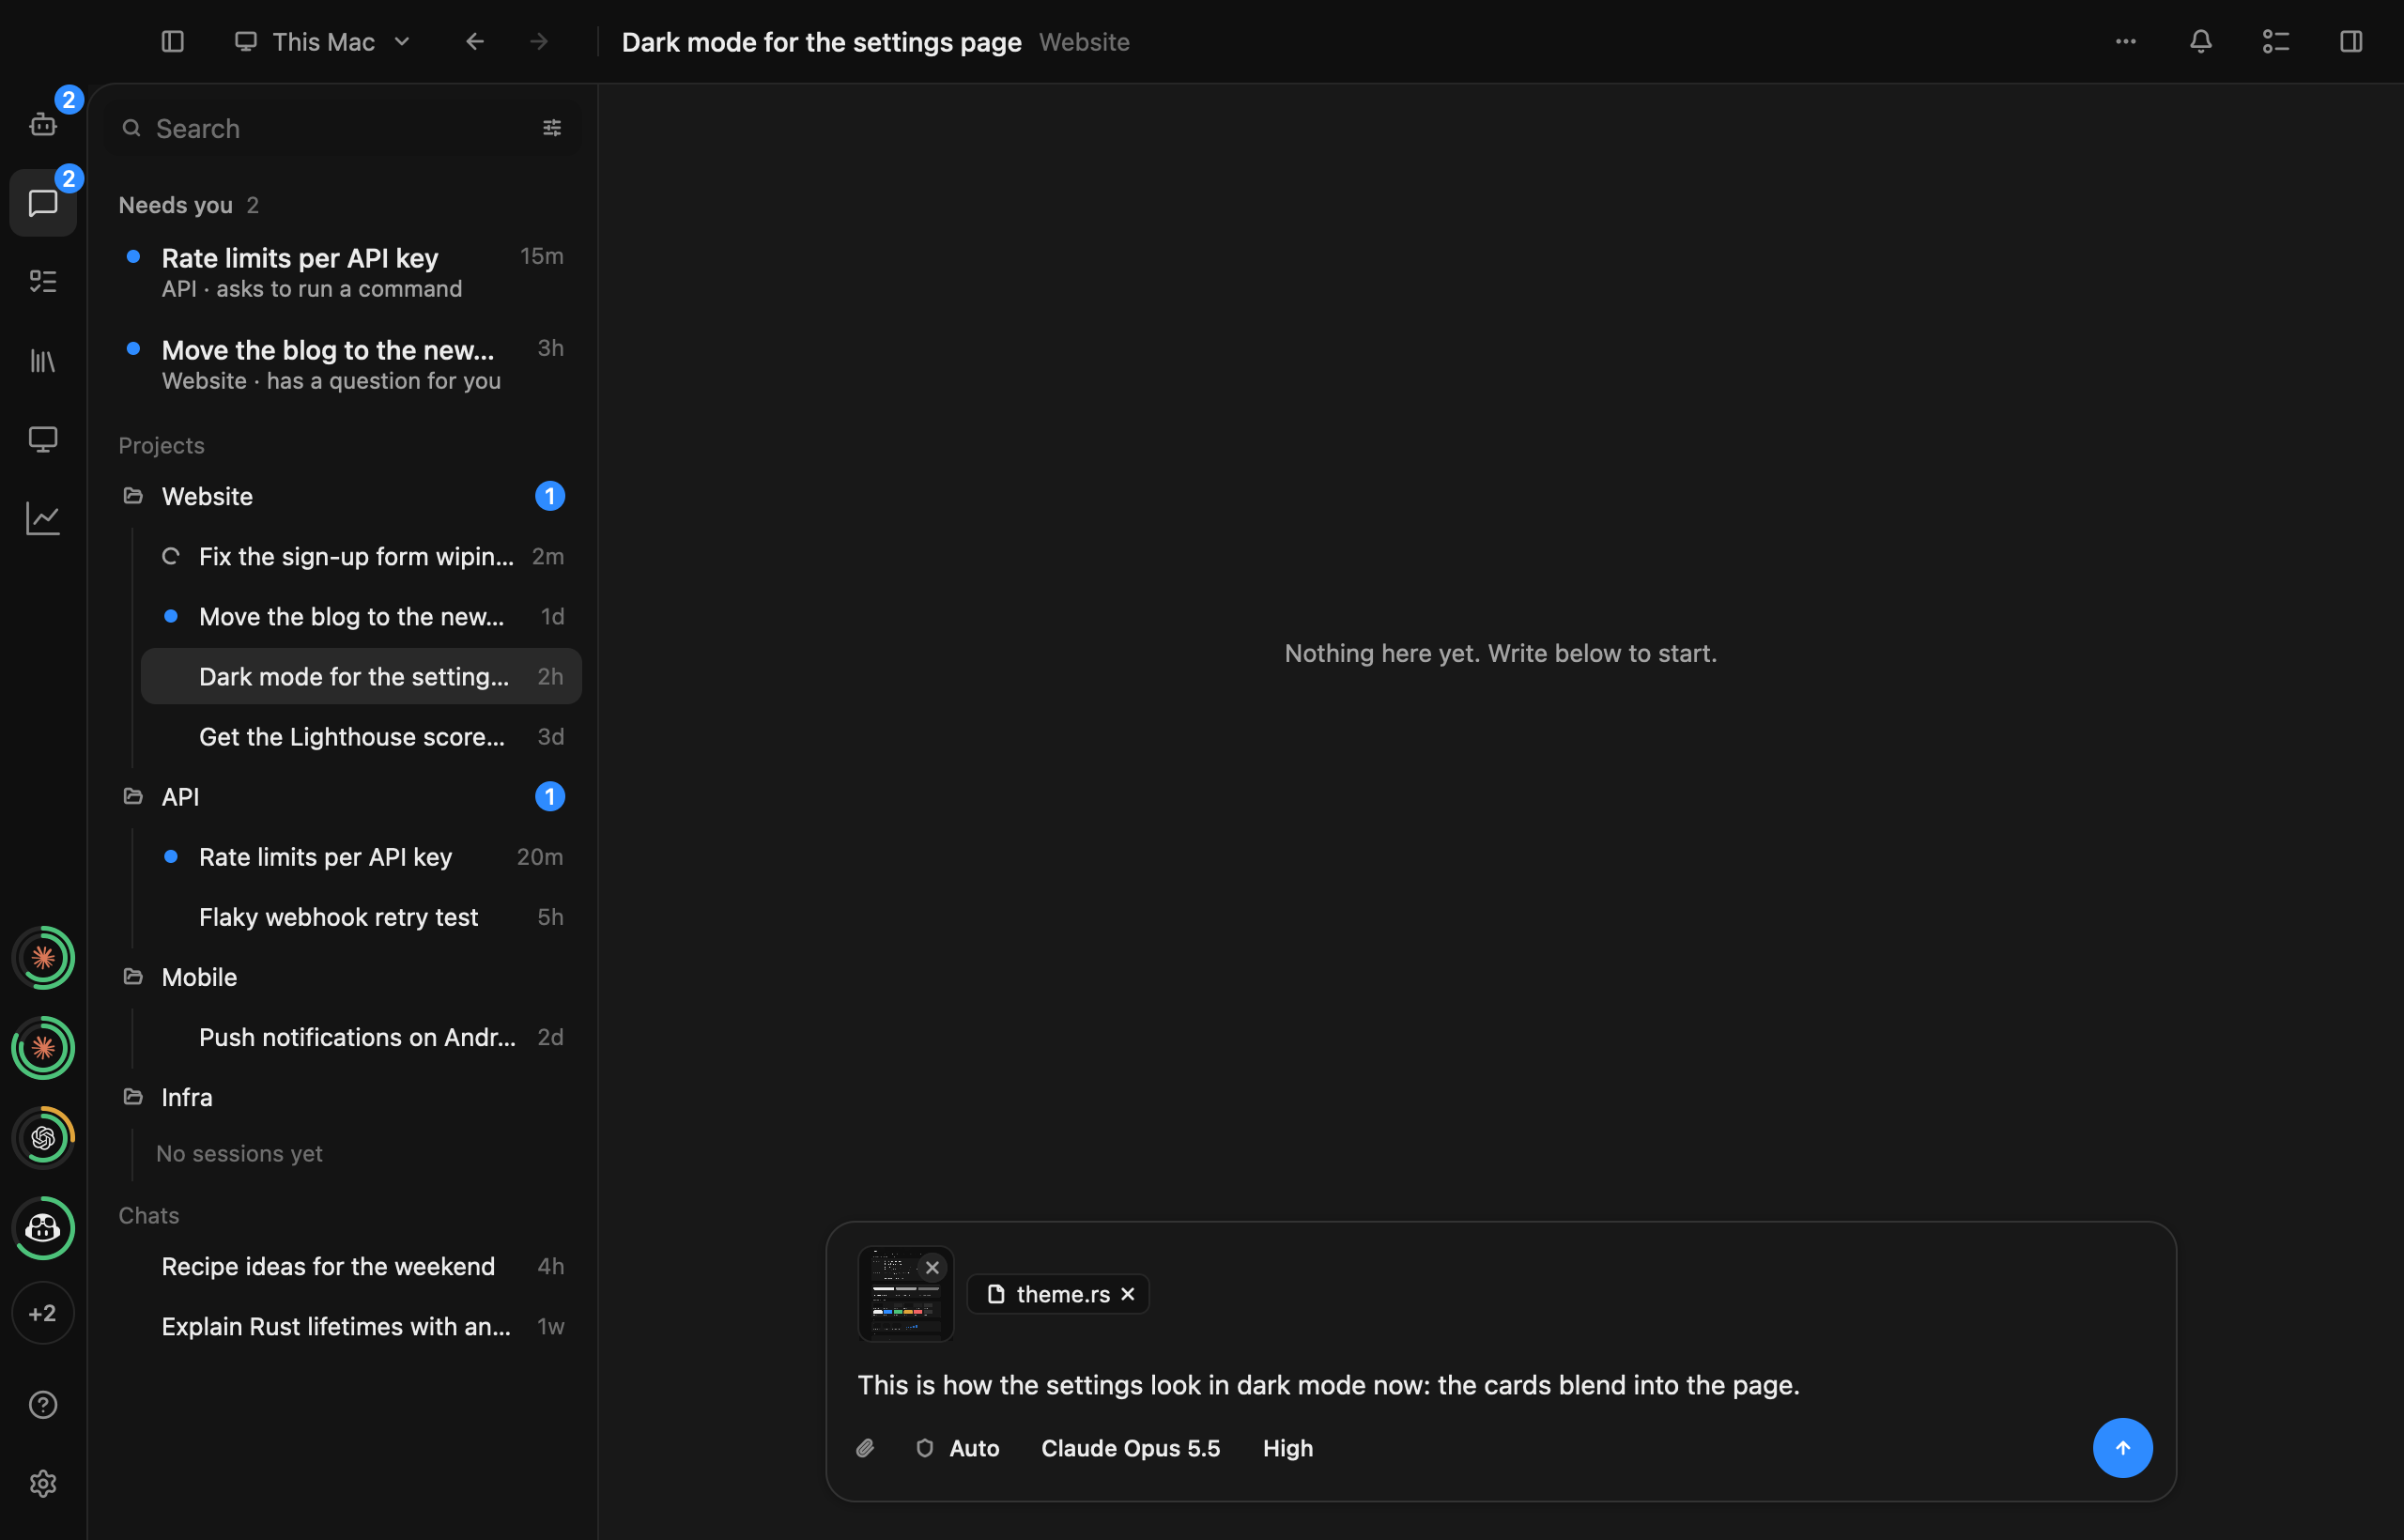 This Mac
Dark mode for the settings page Website
2
2
Search
Needs you 2
Rate limits per API key 15m
API · asks to run a command
Move the blog to the new... 3h
Website · has a question for you
Projects
Website 1
Fix the sign-up form wipin... 2m
Move the blog to the new... 1d
Dark mode for the setting... 2h
Get the Lighthouse score... 3d
API 1
Rate limits per API key 20m
Flaky webhook retry test 5h
Mobile
Push notifications on Andr... 2d
Infra
No sessions yet
Chats
Recipe ideas for the weekend 4h
Explain Rust lifetimes with an... 1w
+2
Nothing here yet. Write below to start.
theme.rs
This is how the settings look in dark mode now: the cards blend into the page.
Auto Claude Opus 5.5 High